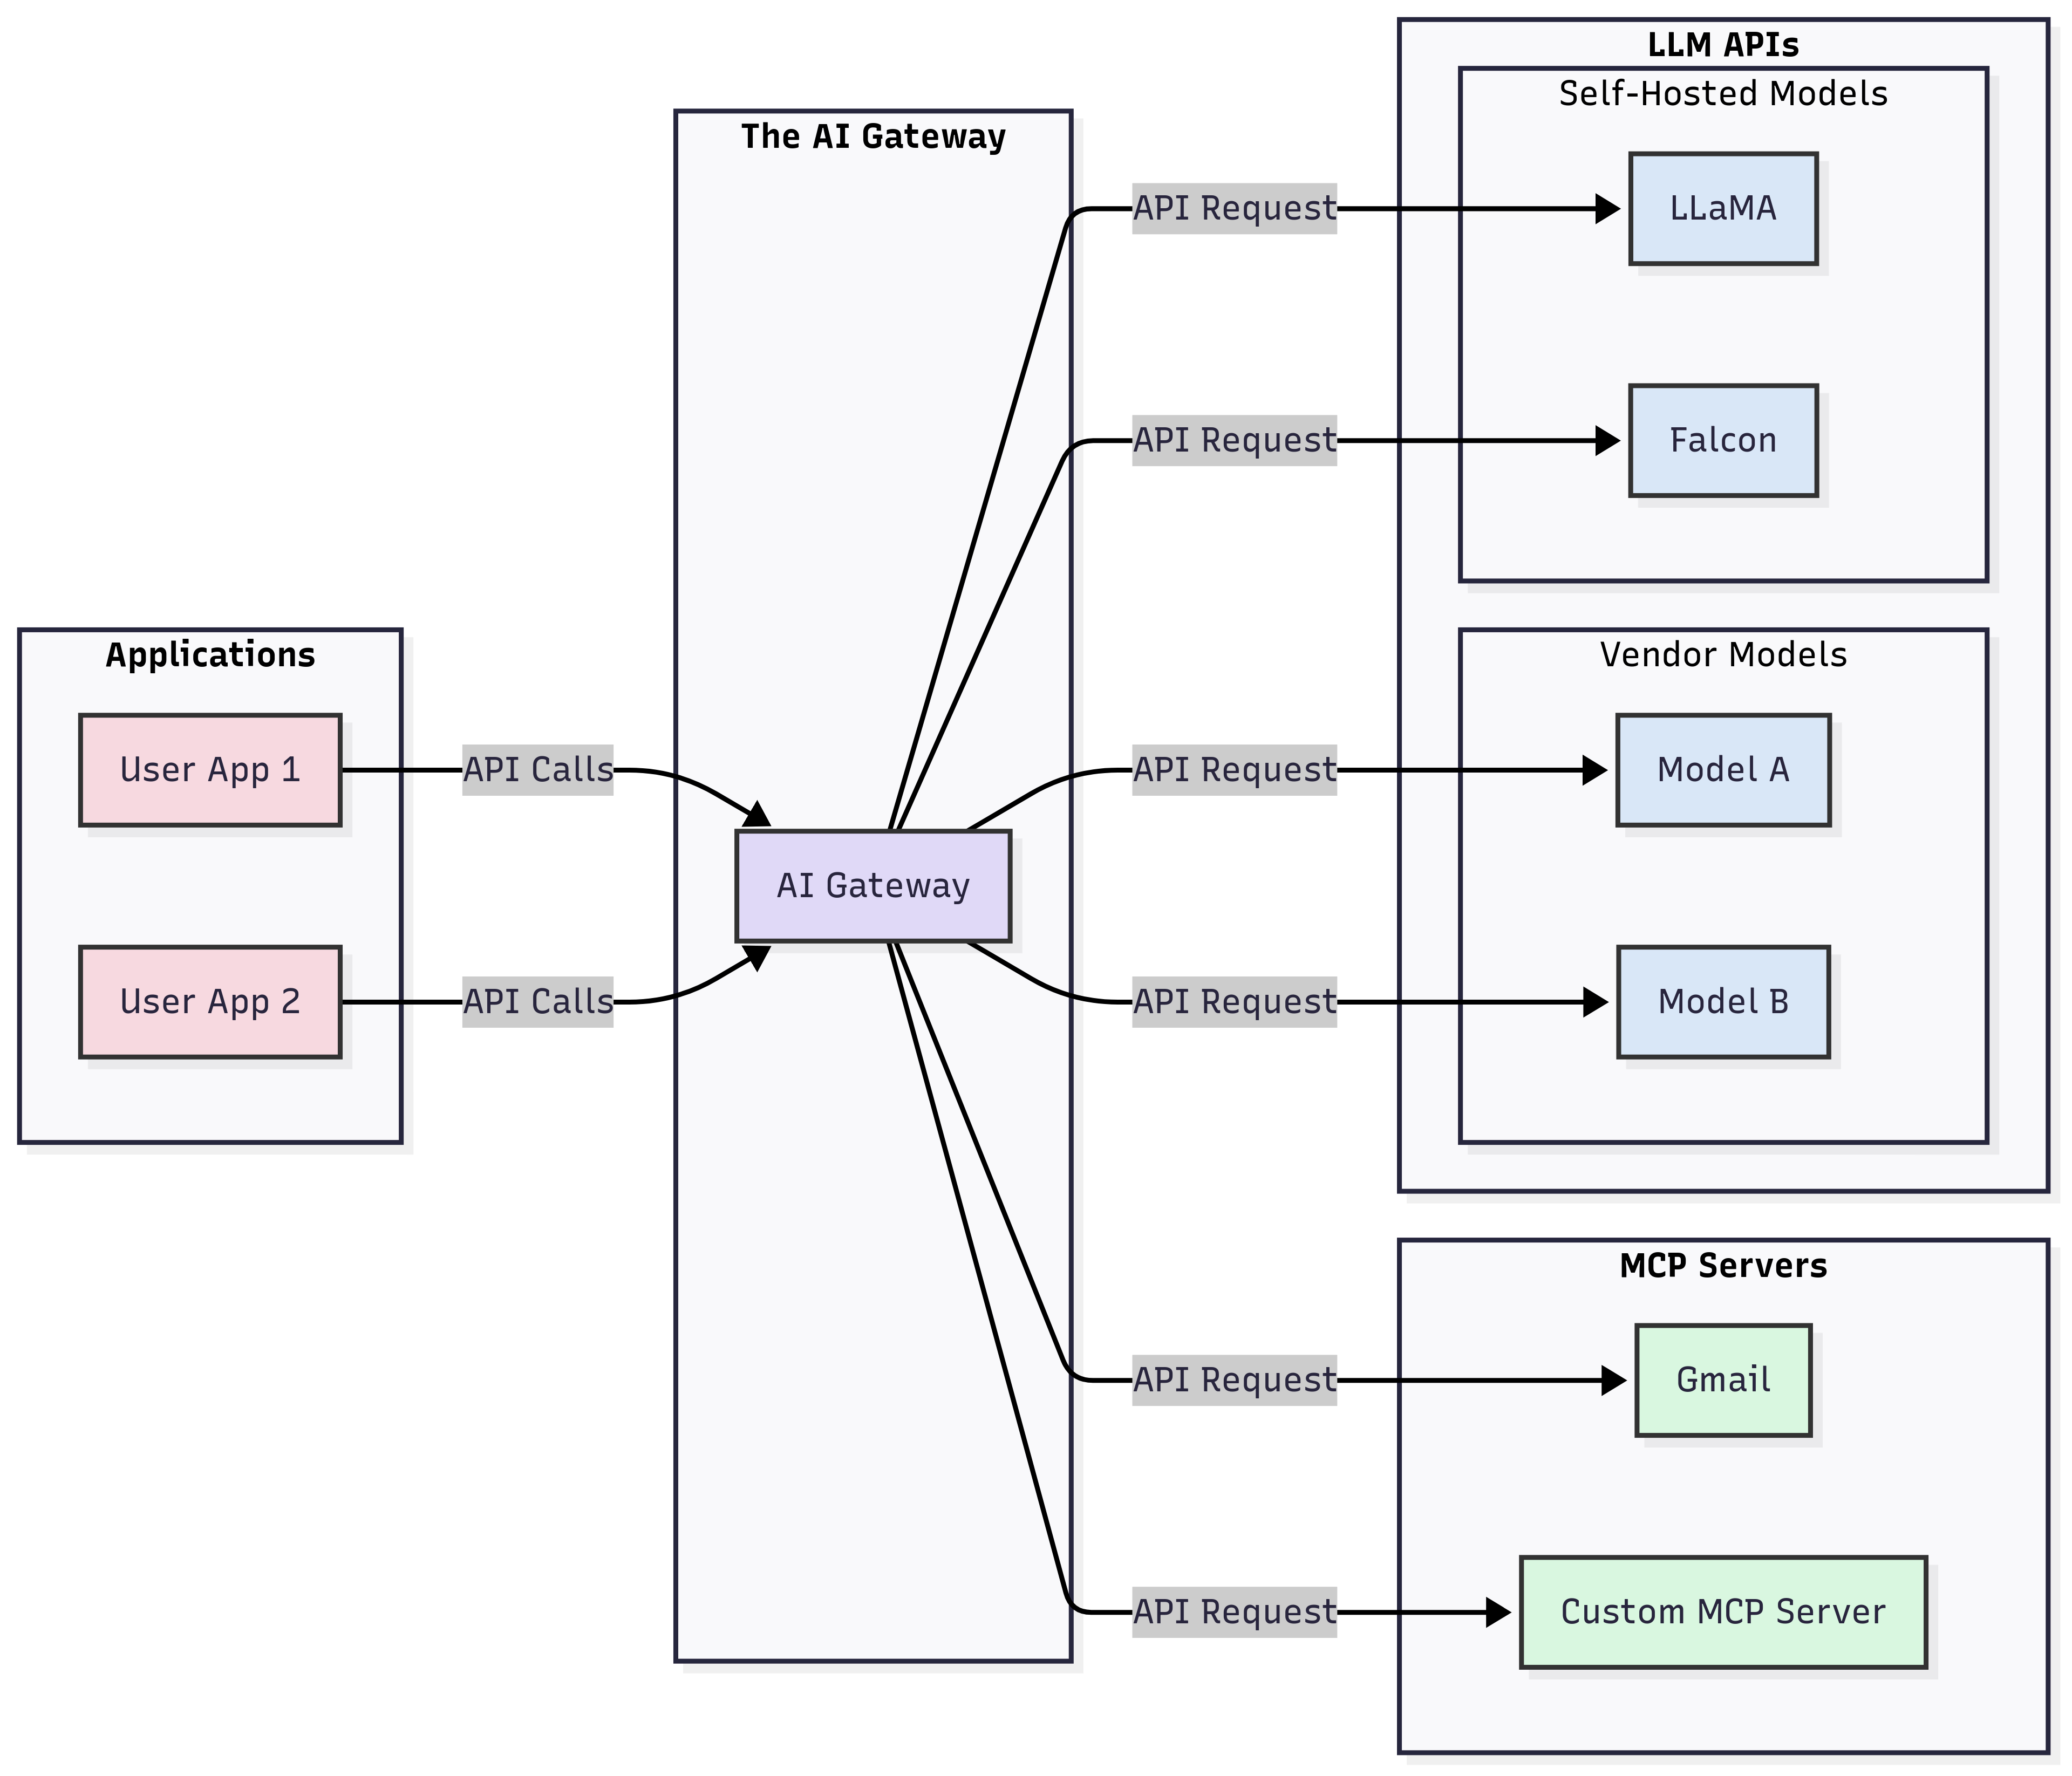 LLM APIs
Self-Hosted Models
The AI Gateway
API Request
LLaMA
API Request
Falcon
Applications
Vendor Models
User App 1
API Calls
API Request
Model A
AI Gateway
User App 2
API Calls
API Request
Model B
MCP Servers
API Request
Gmail
API Request
Custom MCP Server